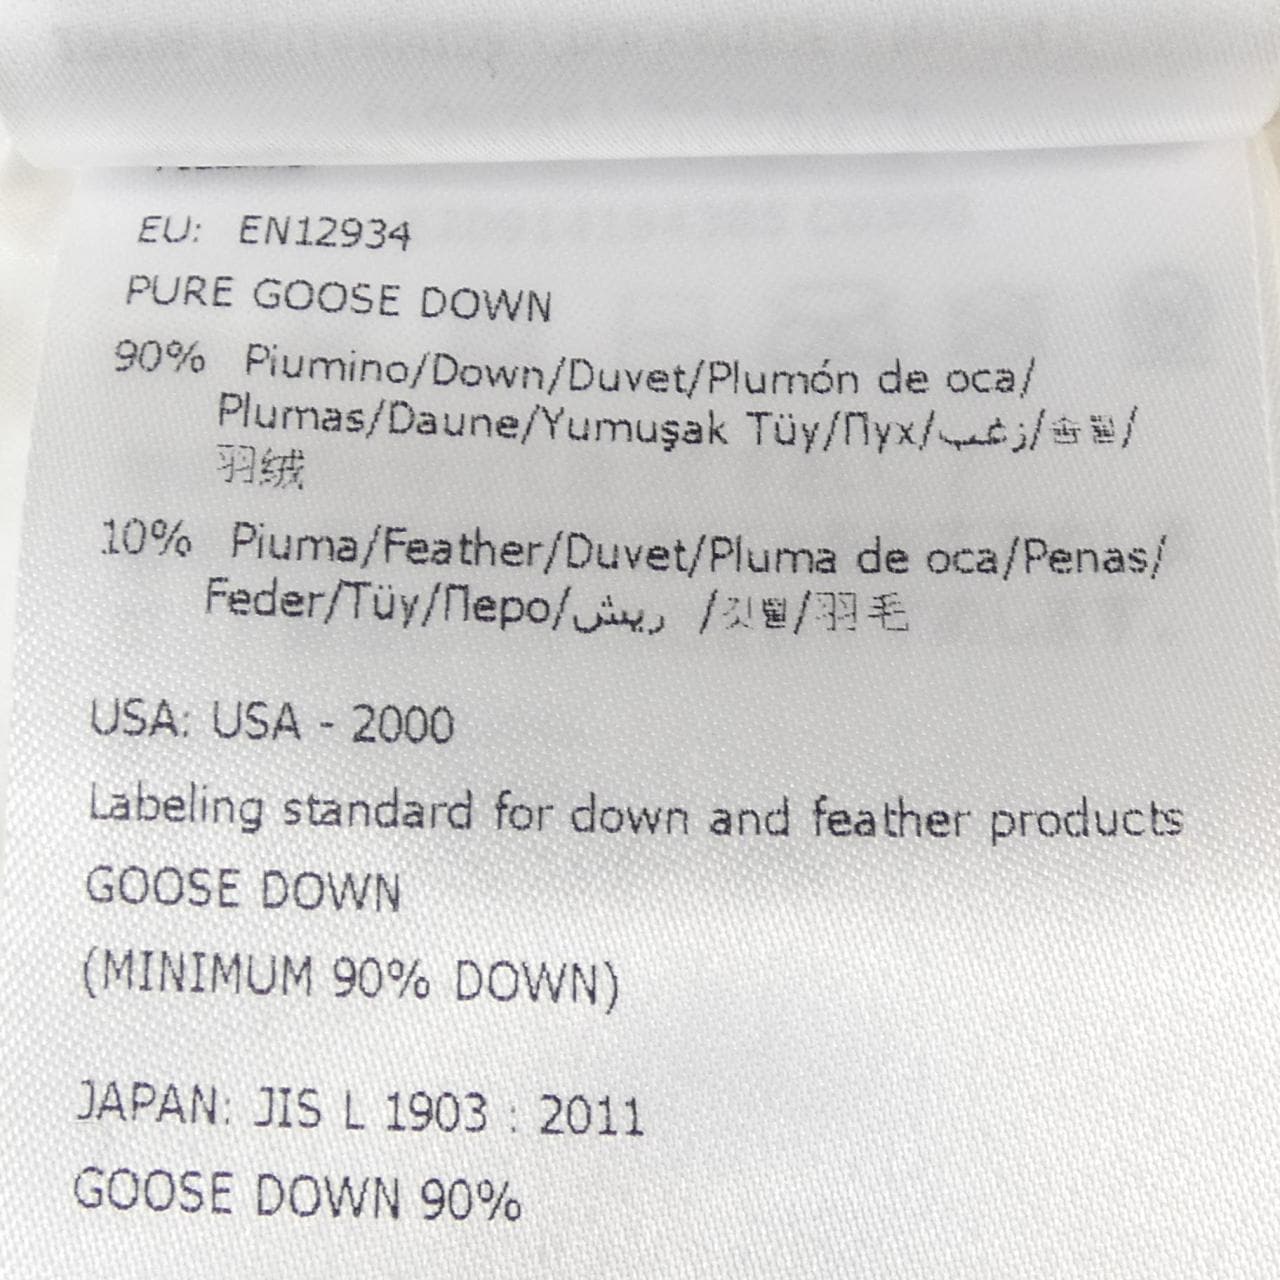 EU: EN12934
PURE GOOSE DOWN
90% Piumino/Down/Duvet/Plumón de oca/
Plumas/Daune/Yumuşak Tüy/Пух/زغب/솜털/
羽绒
10% Piuma/Feather/Duvet/Pluma de oca/Penas/
Feder/Tüy/Перо/ريش /깃털/羽毛
USA: USA - 2000
Labeling standard for down and feather products
GOOSE DOWN
(MINIMUM 90% DOWN)
JAPAN: JIS L 1903 : 2011
GOOSE DOWN 90%